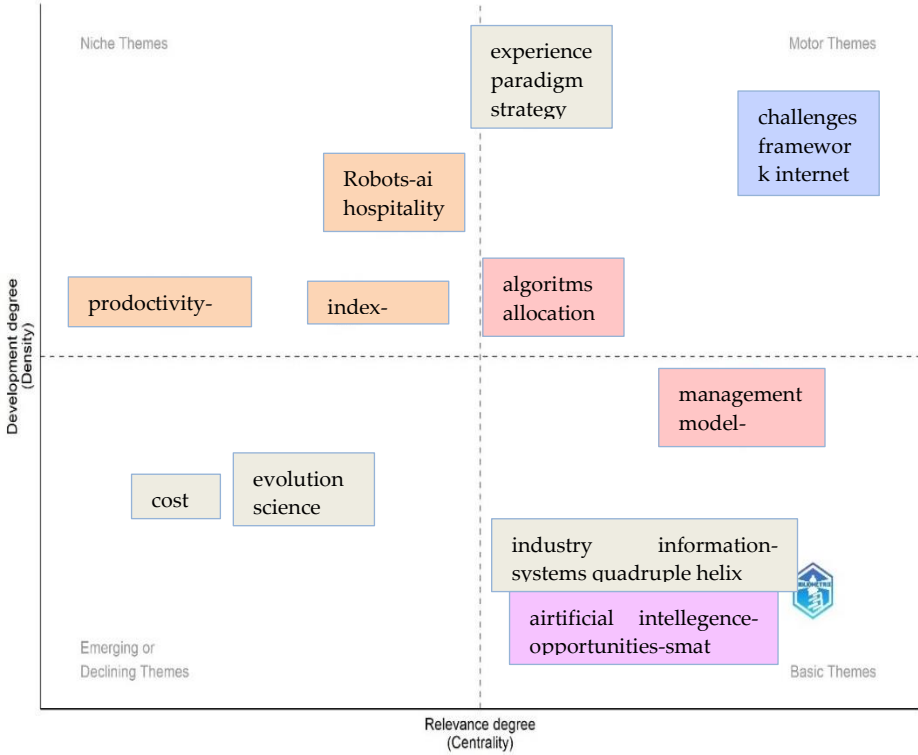 Niche Themes
Motor Themes
experience
paradigm
strategy
challenges
framewor
k internet
Robots-ai
hospitality
prodoctivity-
index-
algoritms
allocation
Development degree
(Density)
management
model-
cost
evolution
science
industry information-
systems quadruple helix
airtificial intellegence-
opportunities-smat
Emerging or
Declining Themes
Basic Themes
Relevance degree
(Centrality)